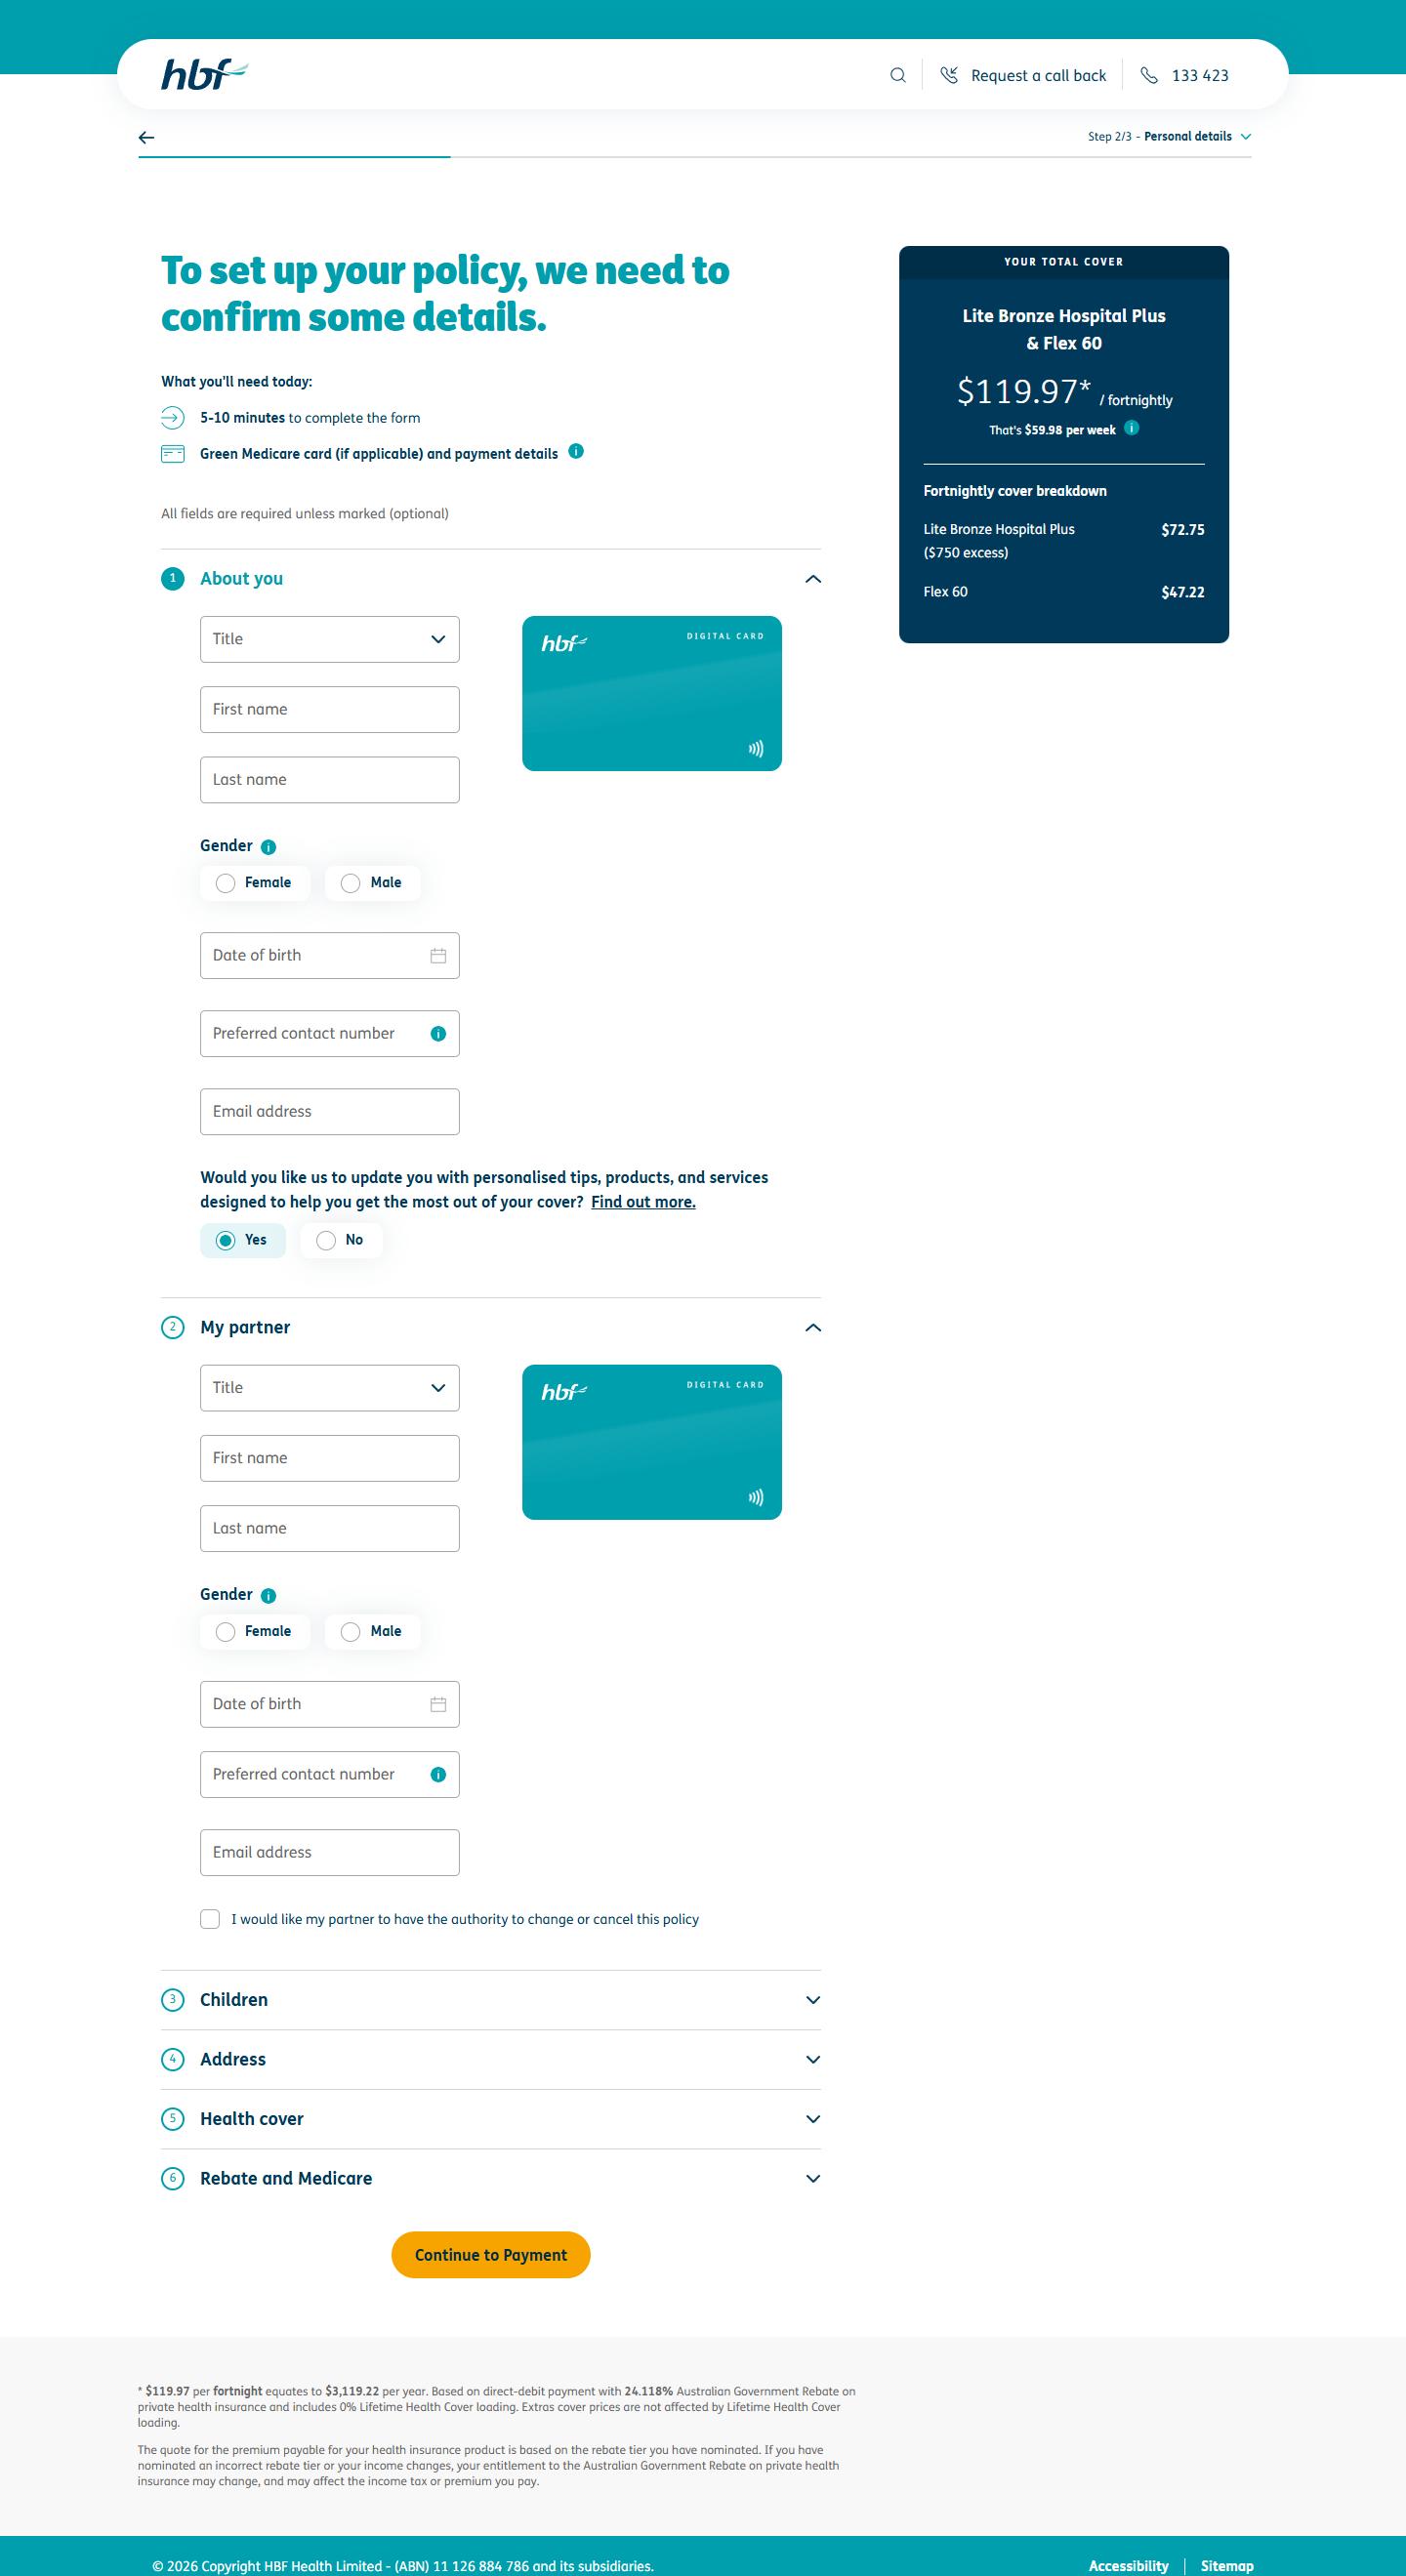 hbf
Request a call back
133 423
Step 2/3 - Personal details
To set up your policy, we need to
confirm some details.
What you'll need today:
5-10 minutes to complete the form
Green Medicare card (if applicable) and payment details
i
All fields are required unless marked (optional)
YOUR TOTAL COVER
Lite Bronze Hospital Plus
& Flex 60
$119.97* / fortnightly
That's $59.98 per week i
Fortnightly cover breakdown
Lite Bronze Hospital Plus $72.75
($750 excess)
Flex 60 $47.22
1 About you
Title
First name
Last name
hbf DIGITAL CARD
Gender i
Female Male
Date of birth
Preferred contact number i
Email address
Would you like us to update you with personalised tips, products, and services
designed to help you get the most out of your cover? Find out more.
Yes No
2 My partner
Title
First name
Last name
hbf DIGITAL CARD
Gender i
Female Male
Date of birth
Preferred contact number i
Email address
I would like my partner to have the authority to change or cancel this policy
3 Children
4 Address
5 Health cover
6 Rebate and Medicare
Continue to Payment
* $119.97 per fortnight equates to $3,119.22 per year. Based on direct-debit payment with 24.118% Australian Government Rebate on
private health insurance and includes 0% Lifetime Health Cover loading. Extras cover prices are not affected by Lifetime Health Cover
loading.
The quote for the premium payable for your health insurance product is based on the rebate tier you have nominated. If you have
nominated an incorrect rebate tier or your income changes, your entitlement to the Australian Government Rebate on private health
insurance may change, and may affect the income tax or premium you pay.
© 2026 Copyright HBF Health Limited - (ABN) 11 126 884 786 and its subsidiaries.
Accessibility | Sitemap